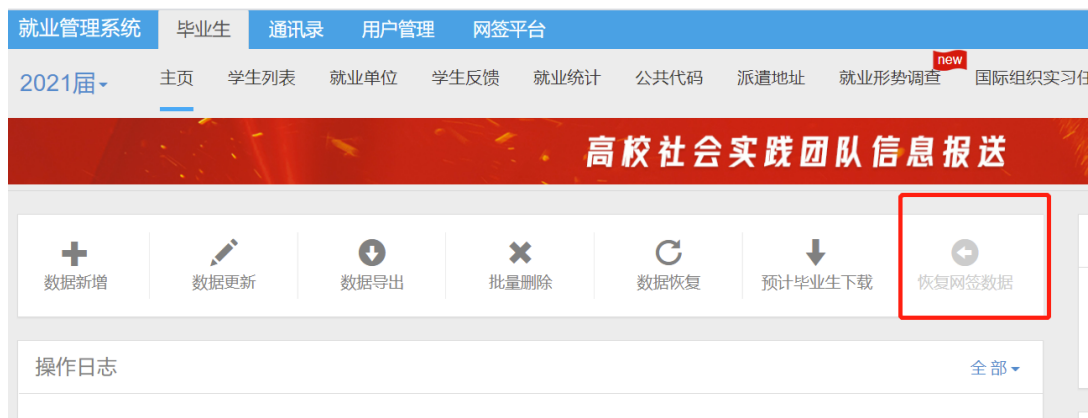 就业管理系统 毕业生 通讯录 用户管理 网签平台
2021届 主页 学生列表 就业单位 学生反馈 就业统计 公共代码 派遣地址 就业形势调查 new 国际组织实习任
高校社会实践团队信息报送
数据新增 数据更新 数据导出 批量删除 数据恢复 预计毕业生下载 恢复网签数据
操作日志 全部